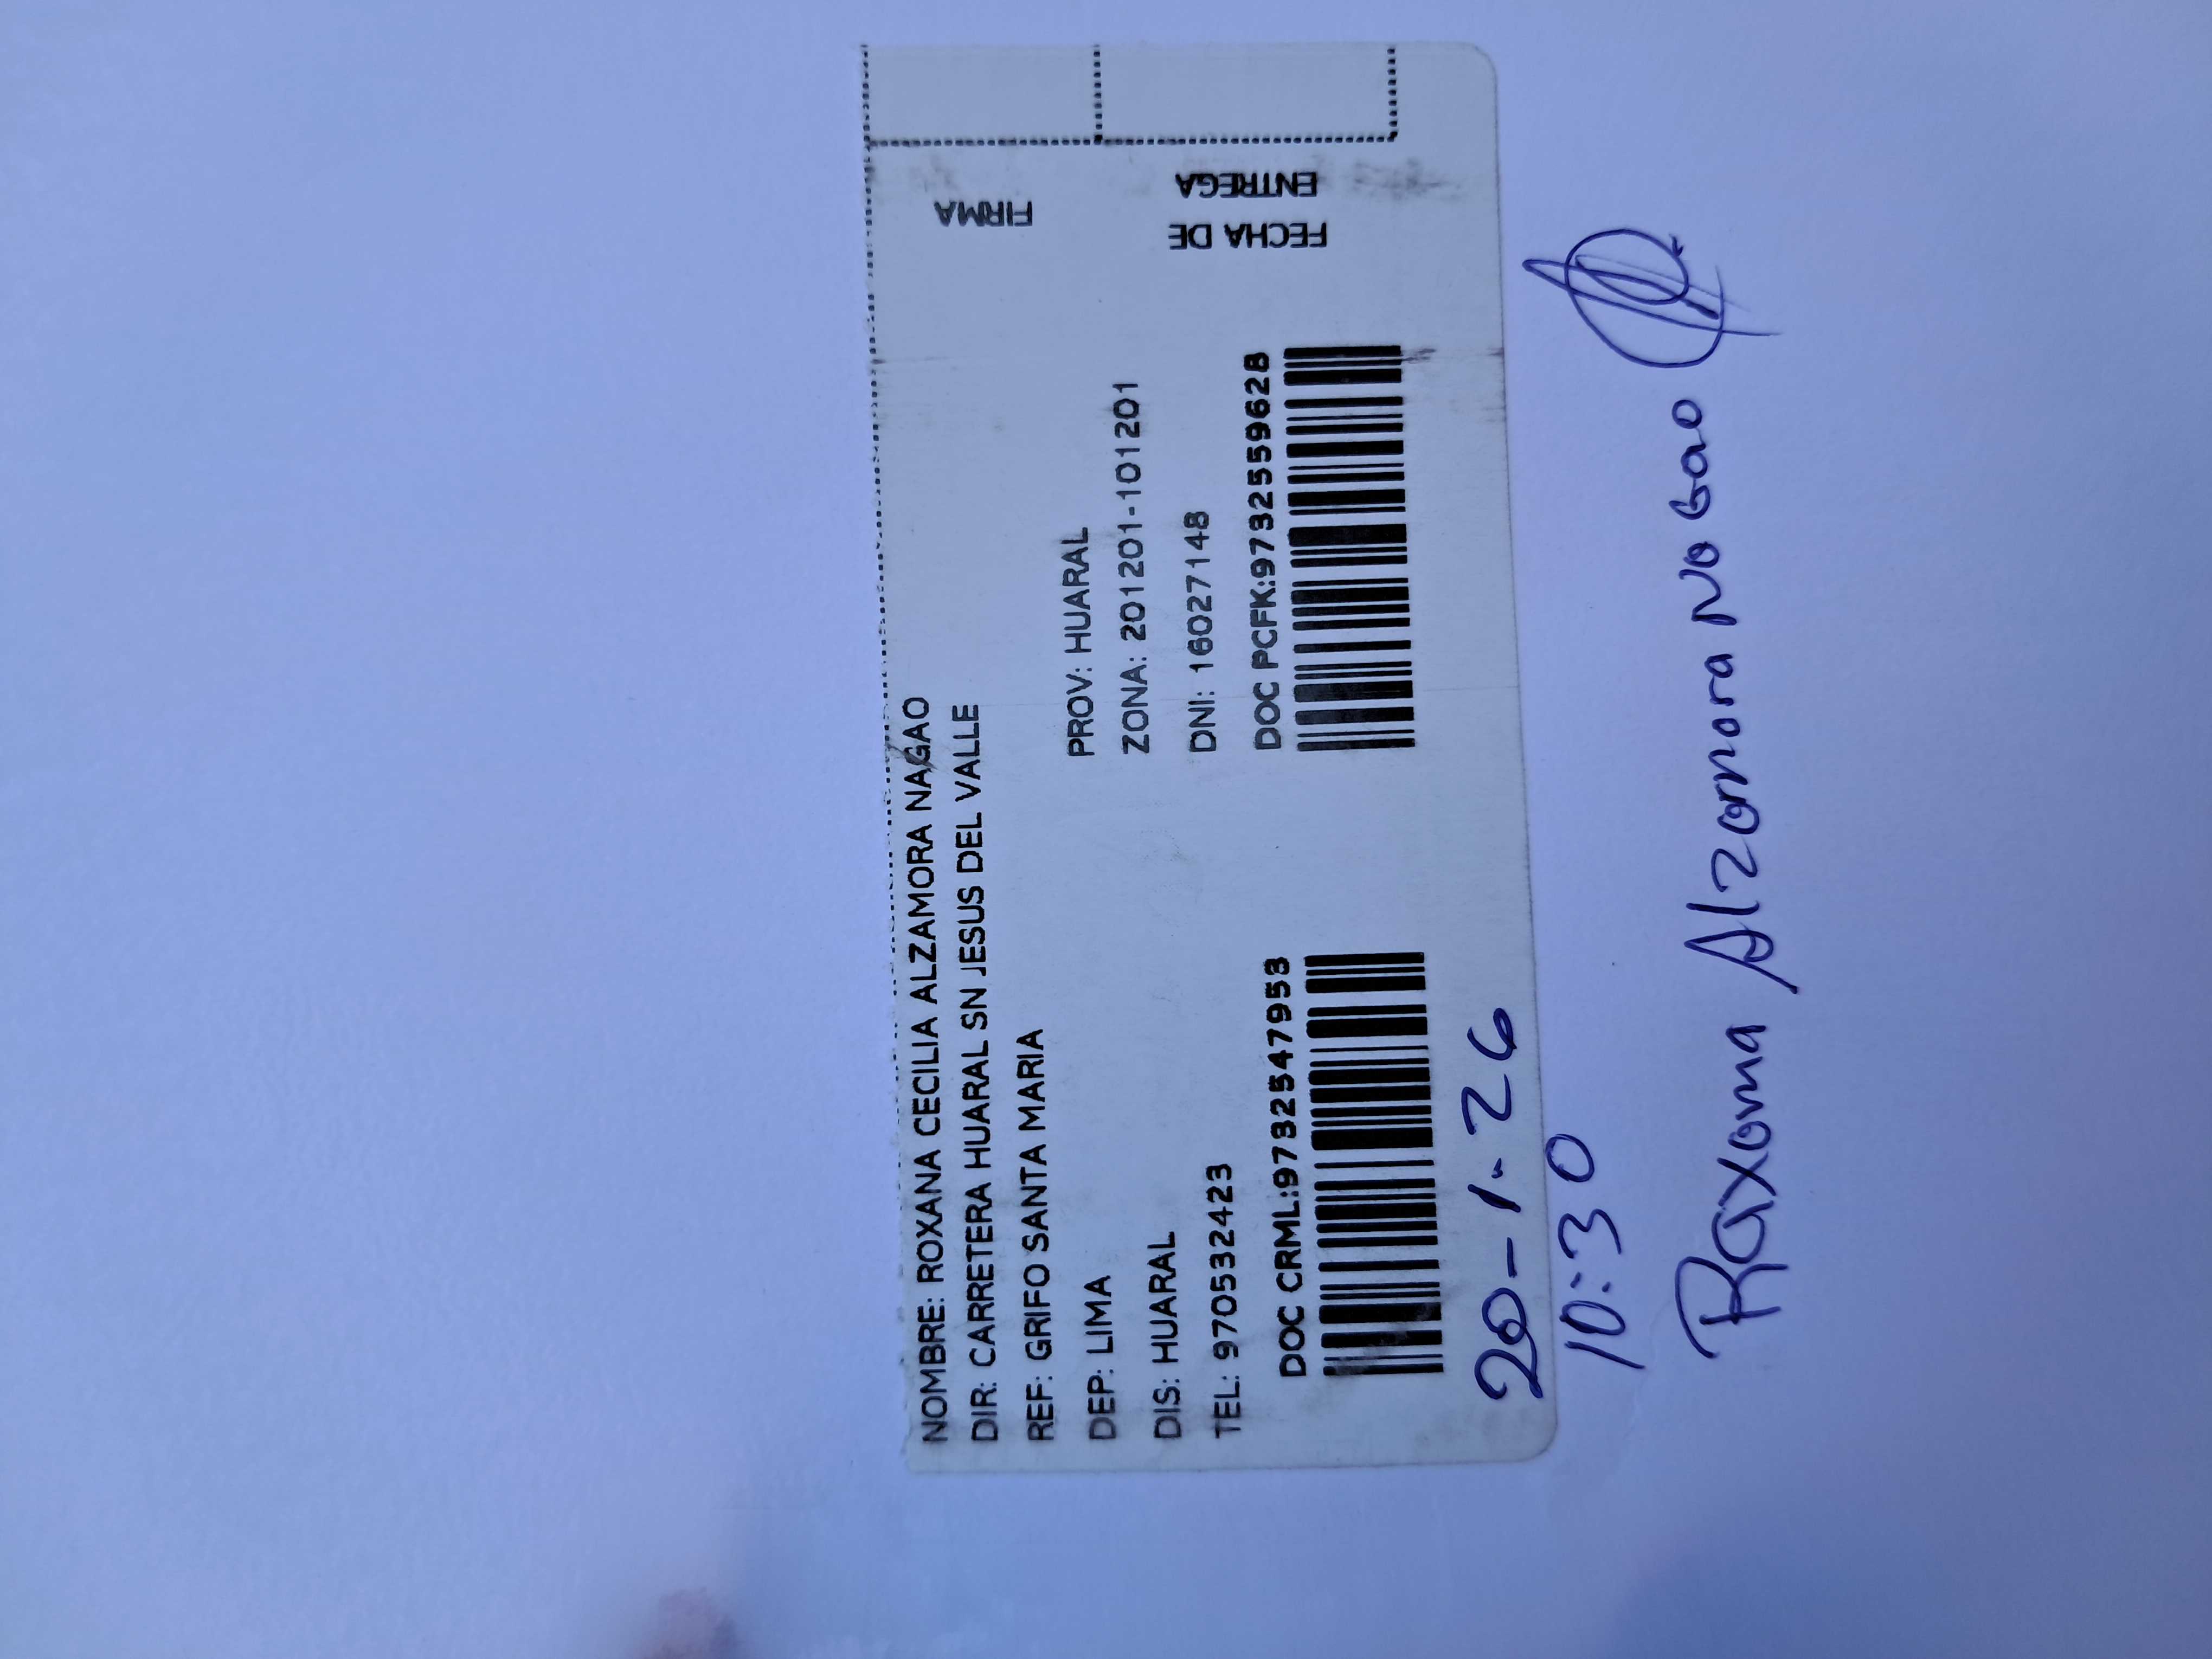 NOMBRE: ROXANA CECILIA ALZAMORA NAGAO
DIR: CARRETERA HUARAL SN JESUS DEL VALLE
REF: GRIFO SANTA MARIA
DEP: LIMA PROV: HUARAL
DIS: HUARAL ZONA: 201201-101201
TEL: 970532423 DNI: 16027148
DOC CRML:9732547953 DOC PCFK:9732559628
FIRMA
FECHA DE
ENTREGA
20-1-26
10:30
Roxana Alzamora Nagao